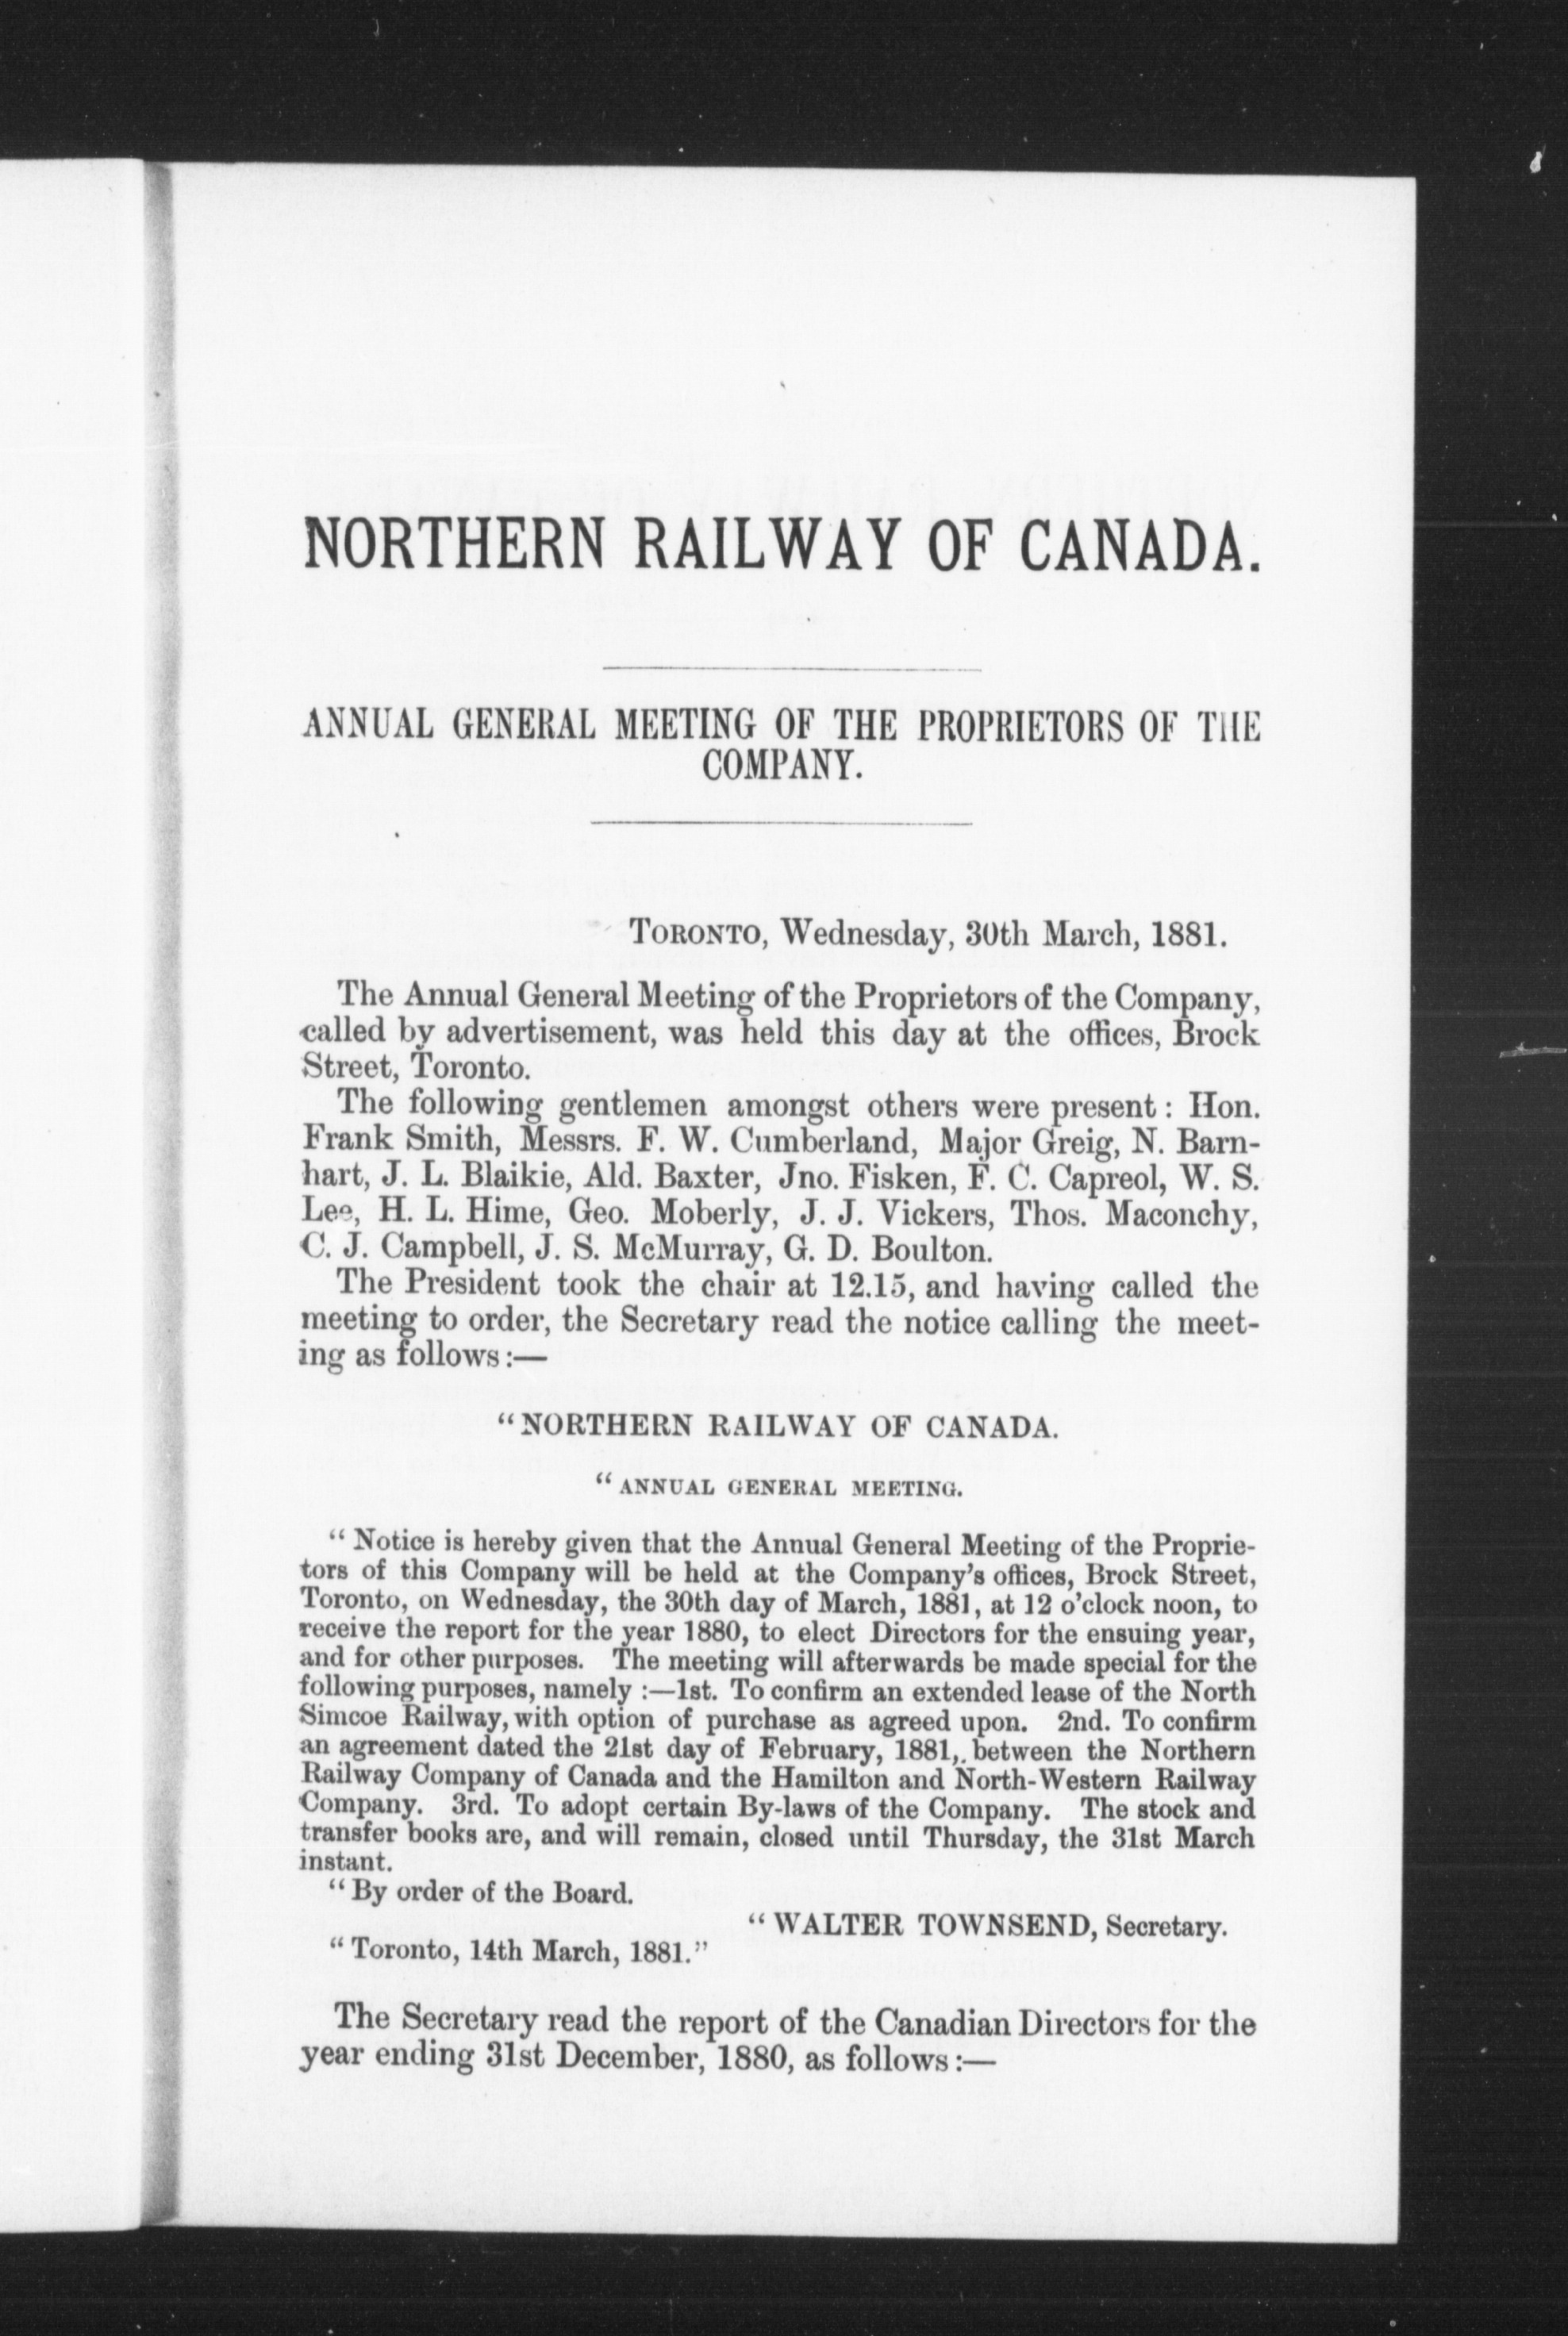 NORTHERN RAILWAY OF CANADA.
ANNUAL GENERAL MEETING OF THE PROPRIETORS OF THE
COMPANY.
TORONTO, Wednesday, 30th March, 1881.
The Annual General Meeting of the Proprietors of the Company,
called by advertisement, was held this day at the offices, Brock
Street, Toronto.
The following gentlemen amongst others were present : Hon.
Frank Smith, Messrs. F. W. Cumberland, Major Greig, N. Barn-
hart, J. L. Blaikie, Ald. Baxter, Jno. Fisken, F. C. Capreol, W. S.
Lee, H. L. Hime, Geo. Moberly, J. J. Vickers, Thos. Maconchy,
C. J. Campbell, J. S. McMurray, G. D. Boulton.
The President took the chair at 12.15, and having called the
meeting to order, the Secretary read the notice calling the meet-
ing as follows :—
“NORTHERN RAILWAY OF CANADA.
“ANNUAL GENERAL MEETING.
“Notice is hereby given that the Annual General Meeting of the Proprie-
tors of this Company will be held at the Company's offices, Brock Street,
Toronto, on Wednesday, the 30th day of March, 1881, at 12 o'clock noon, to
receive the report for the year 1880, to elect Directors for the ensuing year,
and for other purposes. The meeting will afterwards be made special for the
following purposes, namely :—1st. To confirm an extended lease of the North
Simcoe Railway, with option of purchase as agreed upon. 2nd. To confirm
an agreement dated the 21st day of February, 1881, between the Northern
Railway Company of Canada and the Hamilton and North-Western Railway
Company. 3rd. To adopt certain By-laws of the Company. The stock and
transfer books are, and will remain, closed until Thursday, the 31st March
instant.
“By order of the Board.
“WALTER TOWNSEND, Secretary.
“Toronto, 14th March, 1881.”
The Secretary read the report of the Canadian Directors for the
year ending 31st December, 1880, as follows :—